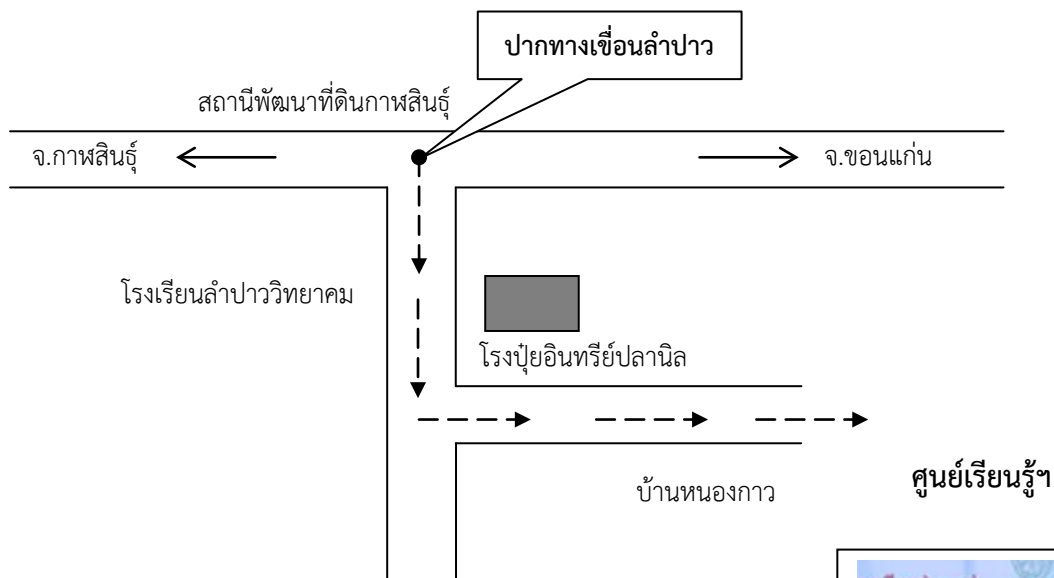 ปากทางเขื่อนลำปาว
สถานีพัฒนาที่ดินกาฬสินธุ์
จ.กาฬสินธุ์
จ.ขอนแก่น
โรงเรียนลำปาววิทยาคม
โรงปุ๋ยอินทรีย์ปลานิล
บ้านหนองกาว
ศูนย์เรียนรู้ฯ